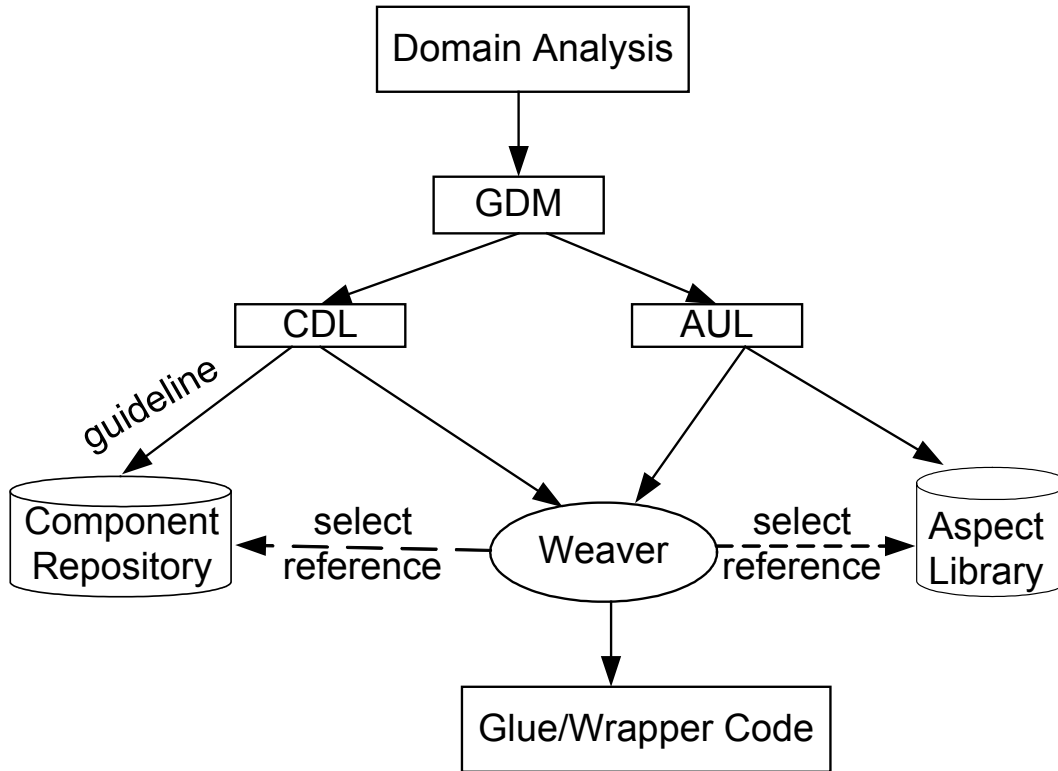 Domain Analysis
GDM
CDL
AUL
guideline
Component
Repository
select
reference
Weaver
select
reference
Aspect
Library
Glue/Wrapper Code